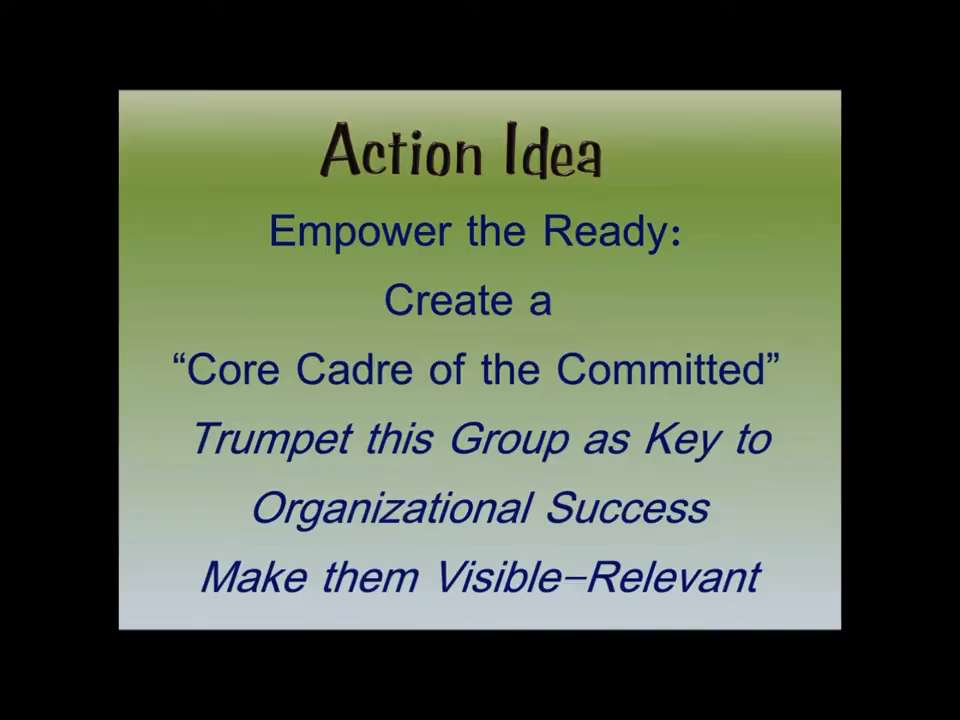 Action Idea
Empower the Ready:
Create a
“Core Cadre of the Committed”
Trumpet this Group as Key to
Organizational Success
Make them Visible–Relevant